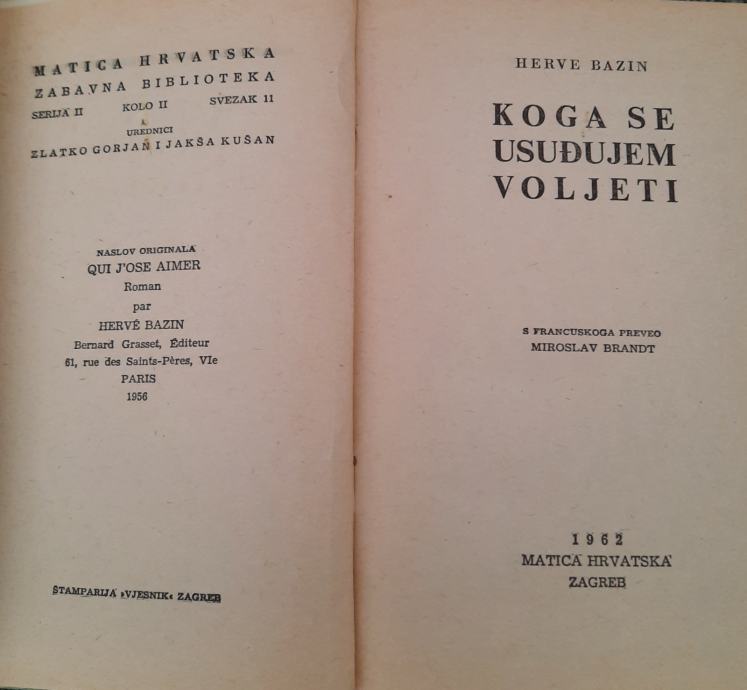 MATICA HRVATSKA
ZABAVNA BIBLIOTEKA
SERIJA II KOLO II SVEZAK 11
UREDNICI
ZLATKO GORJAN I JAKŠA KUŠAN
NASLOV ORIGINALA
QUI J'OSE AIMER
Roman
par
HERVÉ BAZIN
Bernard Grasset, Éditeur
61, rue des Saints-Pères, VIe
PARIS
1956
ŠTAMPARIJA »VJESNIK« ZAGREB
HERVE BAZIN
KOGA SE
USUĐUJEM
VOLJETI
S FRANCUSKOGA PREVEO
MIROSLAV BRANDT
1962
MATICA HRVATSKA
ZAGREB